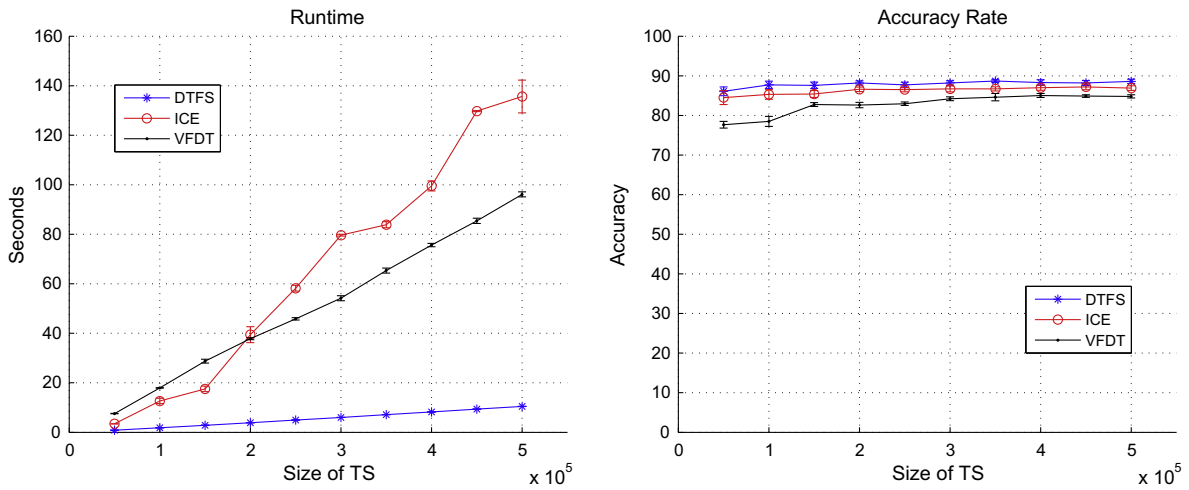 Runtime
160
140
120
100
80
60
40
20
0
Seconds
DTFS
ICE
VFDT
0 1 2 3 4 5
Size of TS
x 10^5
Accuracy Rate
100
90
80
70
60
50
40
30
20
10
0
Accuracy
DTFS
ICE
VFDT
0 1 2 3 4 5
Size of TS
x 10^5